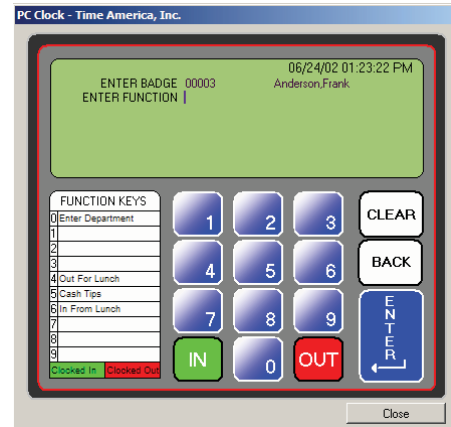 PC Clock - Time America, Inc.
06/24/02 01:23:22 PM
ENTER BADGE 00003 Anderson,Frank
ENTER FUNCTION
FUNCTION KEYS
0 Enter Department
1
2
3
4 Out For Lunch
5 Cash Tips
6 In From Lunch
7
8
9
Clocked In Clocked Out
1 2 3 CLEAR
4 5 6 BACK
7 8 9 ENTER
IN 0 OUT
Close